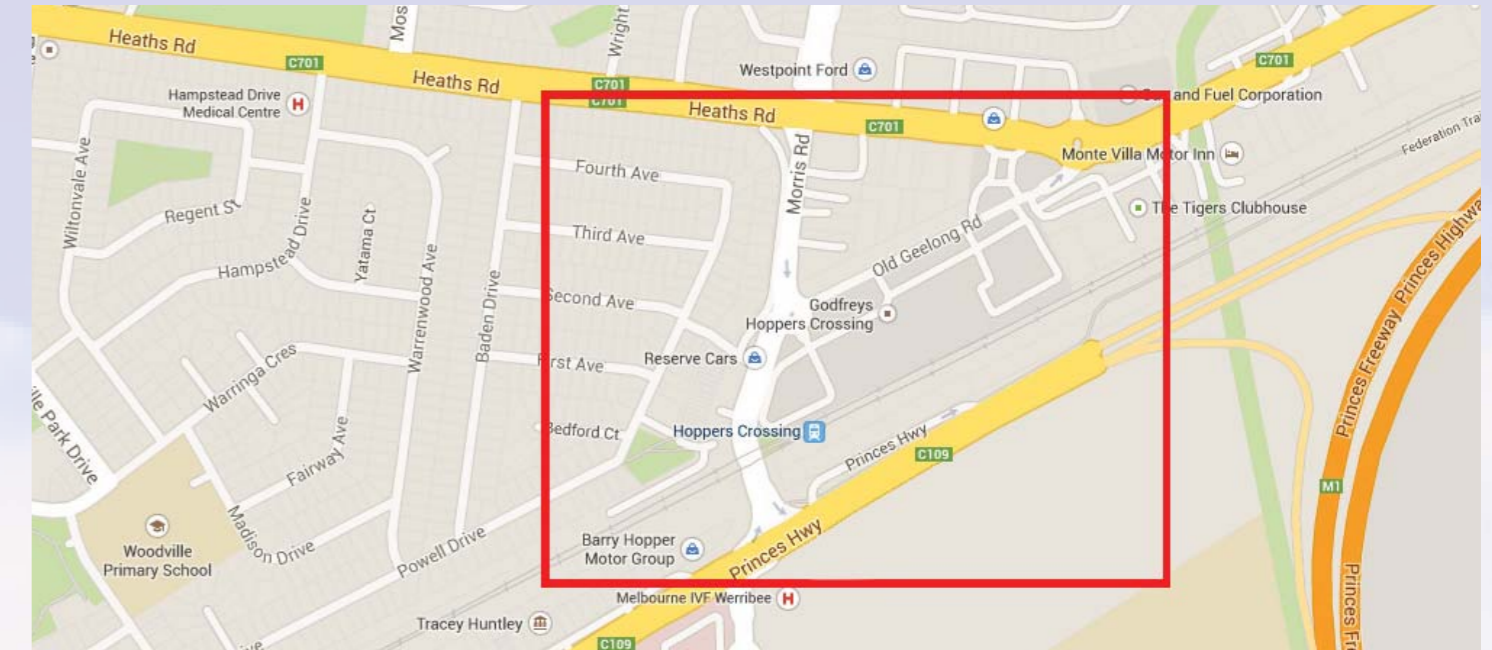 Heaths Rd
Mos
Wright
C701
Heaths Rd
C701
C701
Heaths Rd
C701
C701
Westpoint Ford
and Fuel Corporation
Hampstead Drive
Medical Centre
Wiltonvale Ave
Regent St
Hampstead Drive
Yatama Ct
Warrenwood Ave
Baden Drive
Fourth Ave
Third Ave
Second Ave
First Ave
Bedford Ct
Morris Rd
Old Geelong Rd
Monte Villa Motor Inn
The Tigers Clubhouse
Federation Tra
Godfreys
Hoppers Crossing
Reserve Cars
Hoppers Crossing
Princes Hwy
C109
Princes Hwy
Barry Hopper
Motor Group
Melbourne IVF Werribee
Tracey Huntley
C109
Warringa Cres
Fairway Ave
Madison Drive
Powell Drive
ille Park Drive
Woodville
Primary School
ive
Princes Freeway
Princes Highwa
M1
Princes Fre